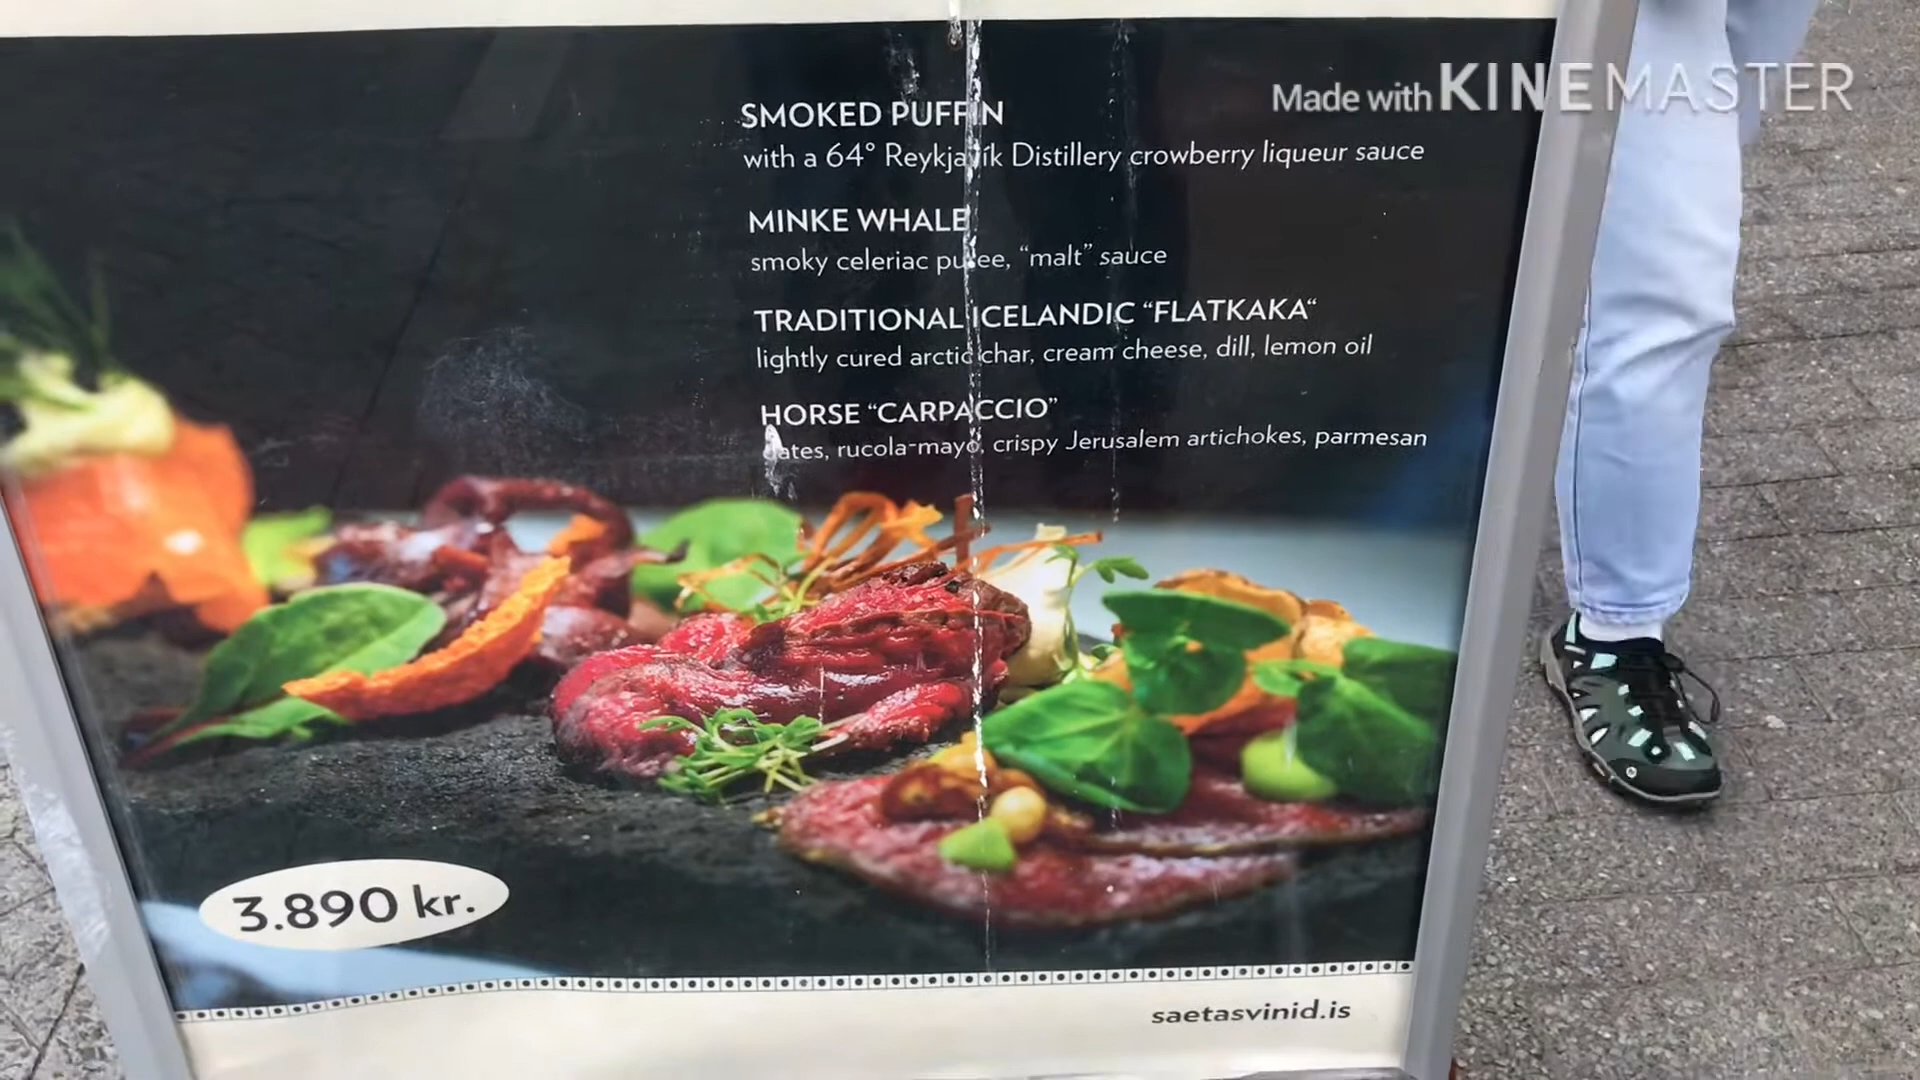 Made with KINEMASTER
SMOKED PUFFIN
with a 64° Reykjavík Distillery crowberry liqueur sauce
MINKE WHALE
smoky celeriac puree, “malt” sauce
TRADITIONAL ICELANDIC “FLATKAKA“
lightly cured arctic char, cream cheese, dill, lemon oil
HORSE “CARPACCIO”
dates, rucola-mayo, crispy Jerusalem artichokes, parmesan
3.890 kr.
saetasvinid.is